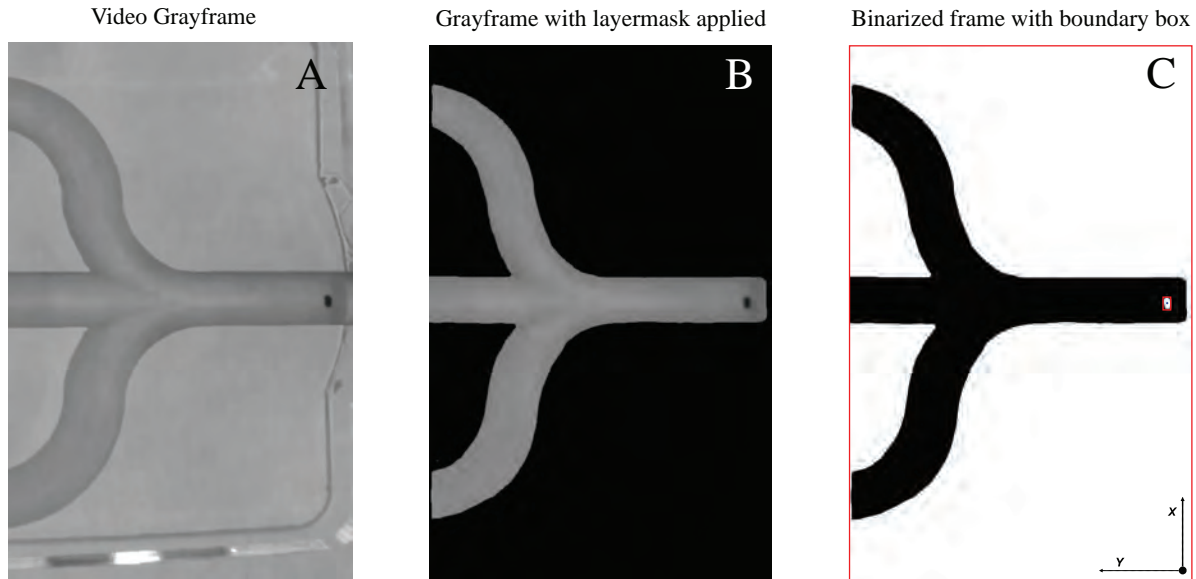 Video Grayframe
Grayframe with layermask applied
Binarized frame with boundary box
A
B
C
X
Y